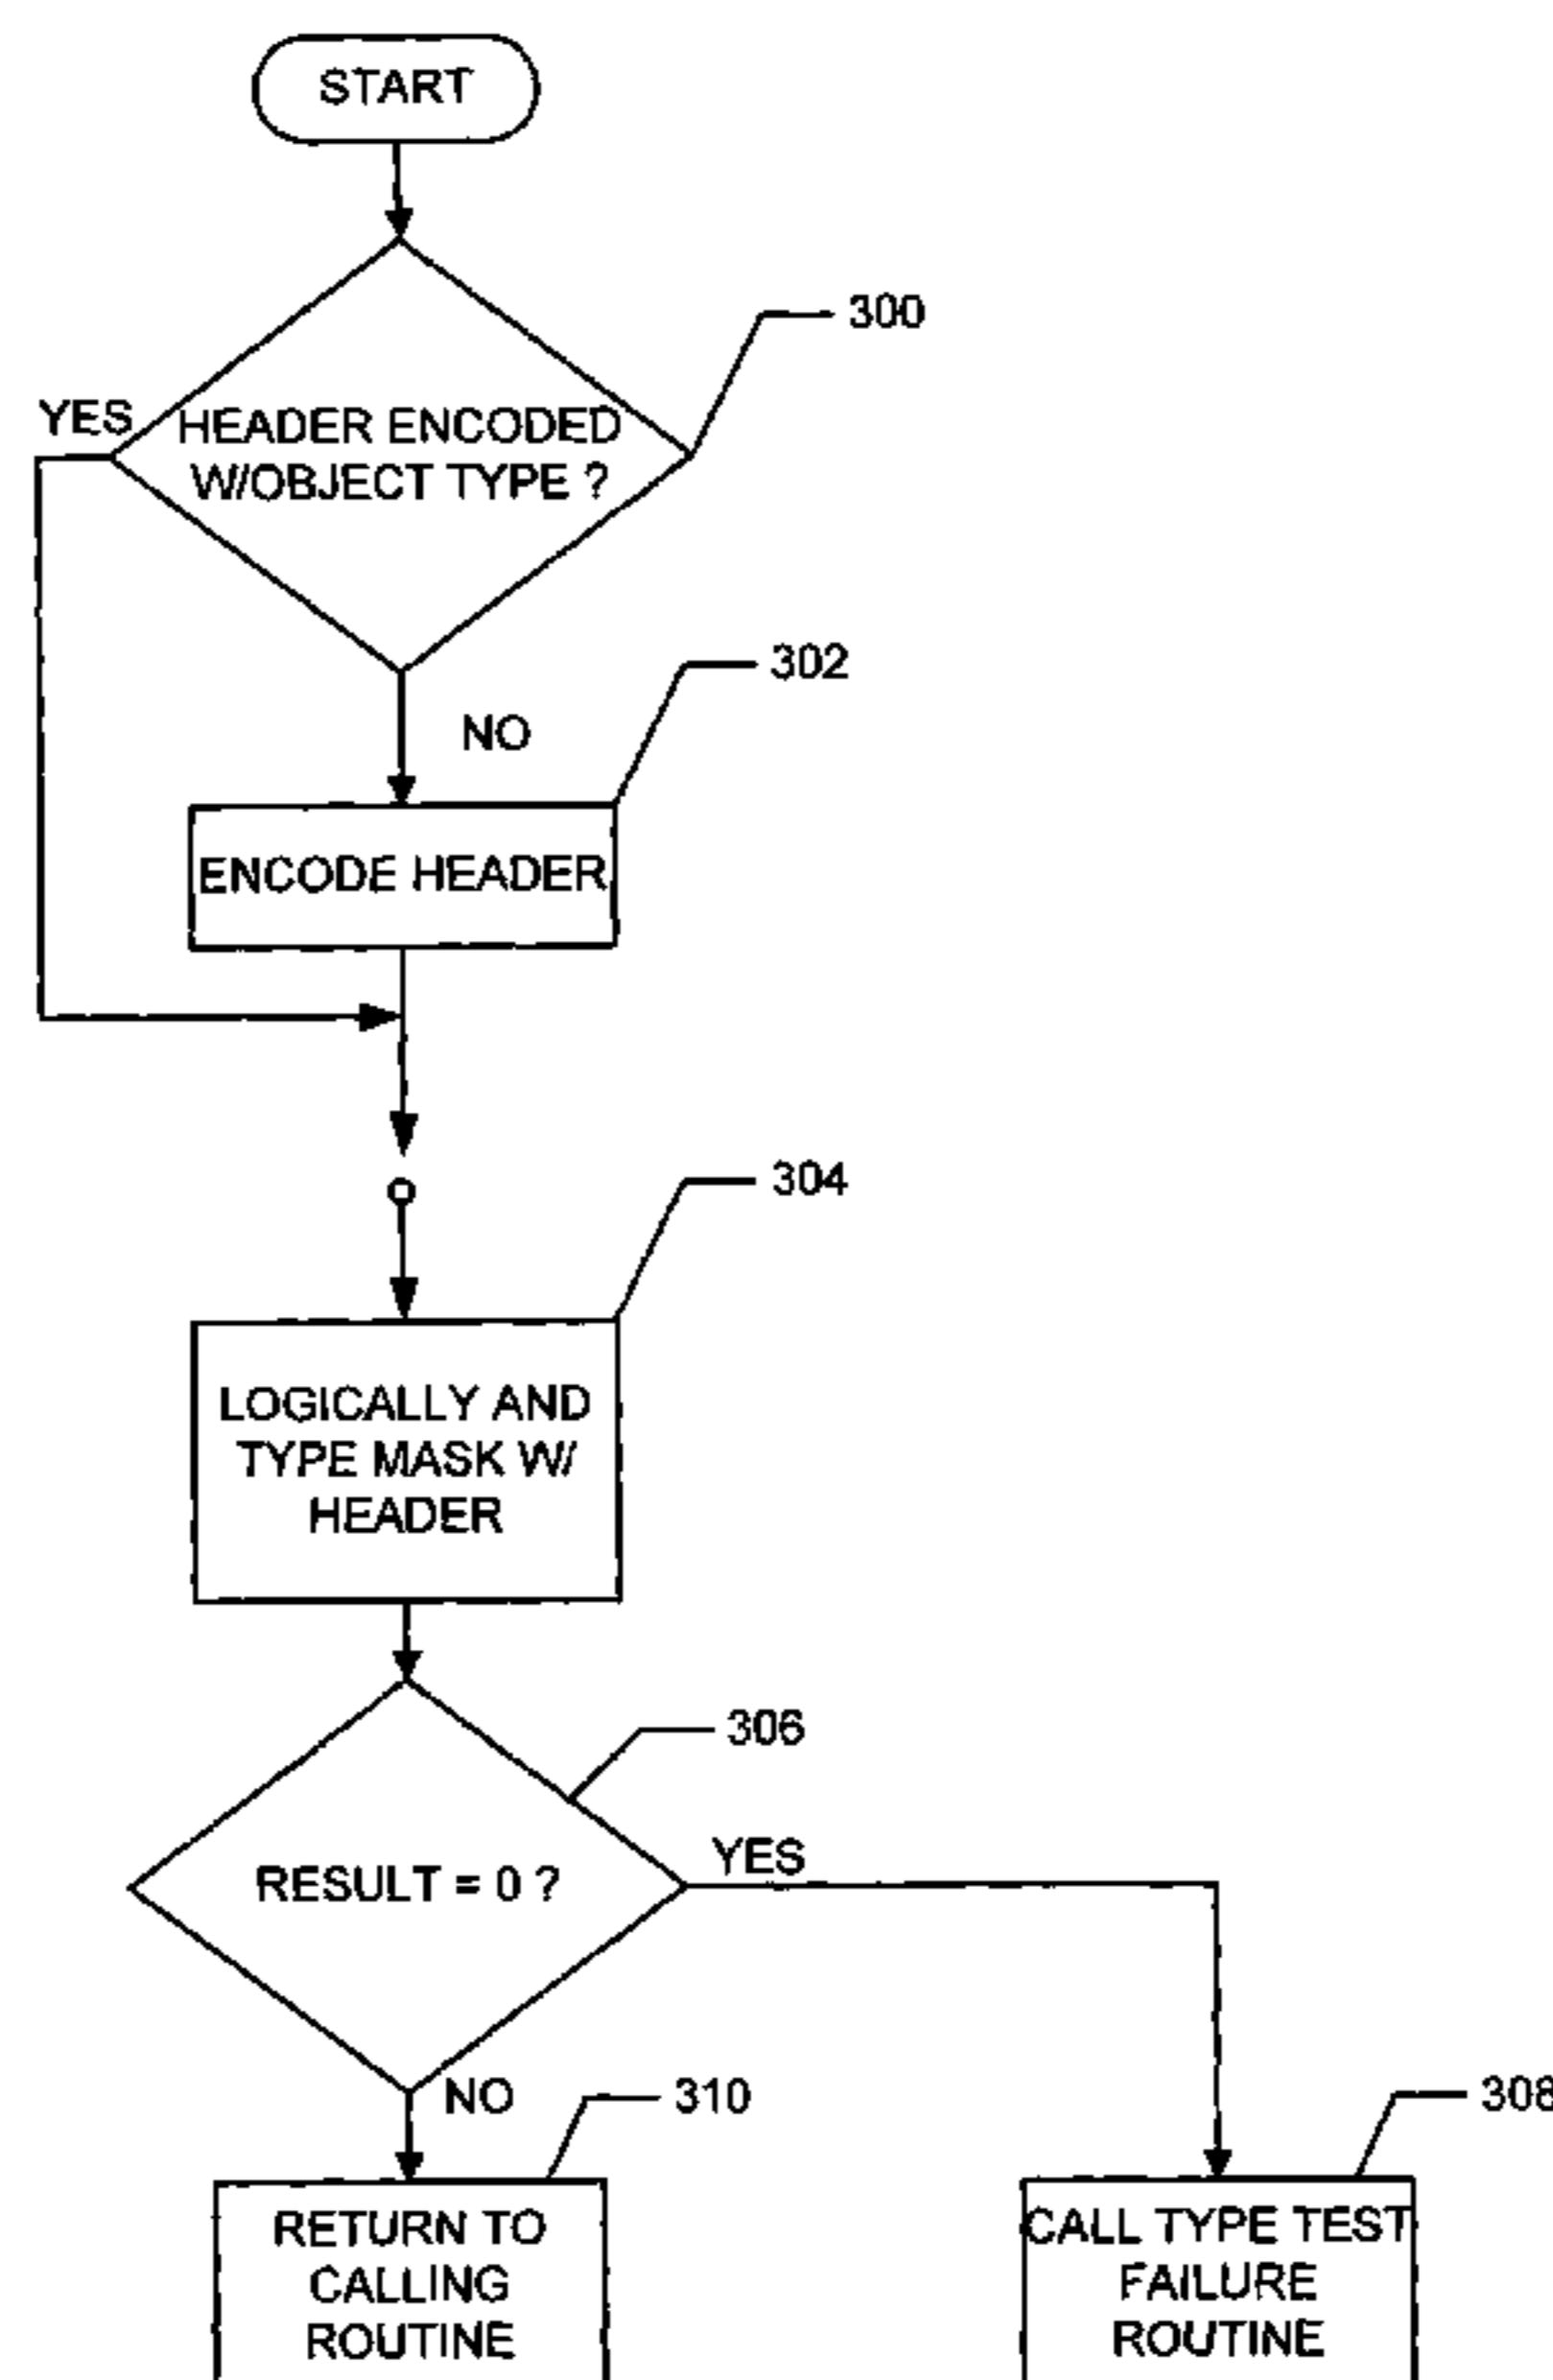 START
300
YES
HEADER ENCODED
W/OBJECT TYPE ?
302
NO
ENCODE HEADER
304
LOGICALLY AND
TYPE MASK W/
HEADER
306
YES
RESULT = 0 ?
NO
310
308
RETURN TO
CALLING
ROUTINE
CALL TYPE TEST
FAILURE
ROUTINE